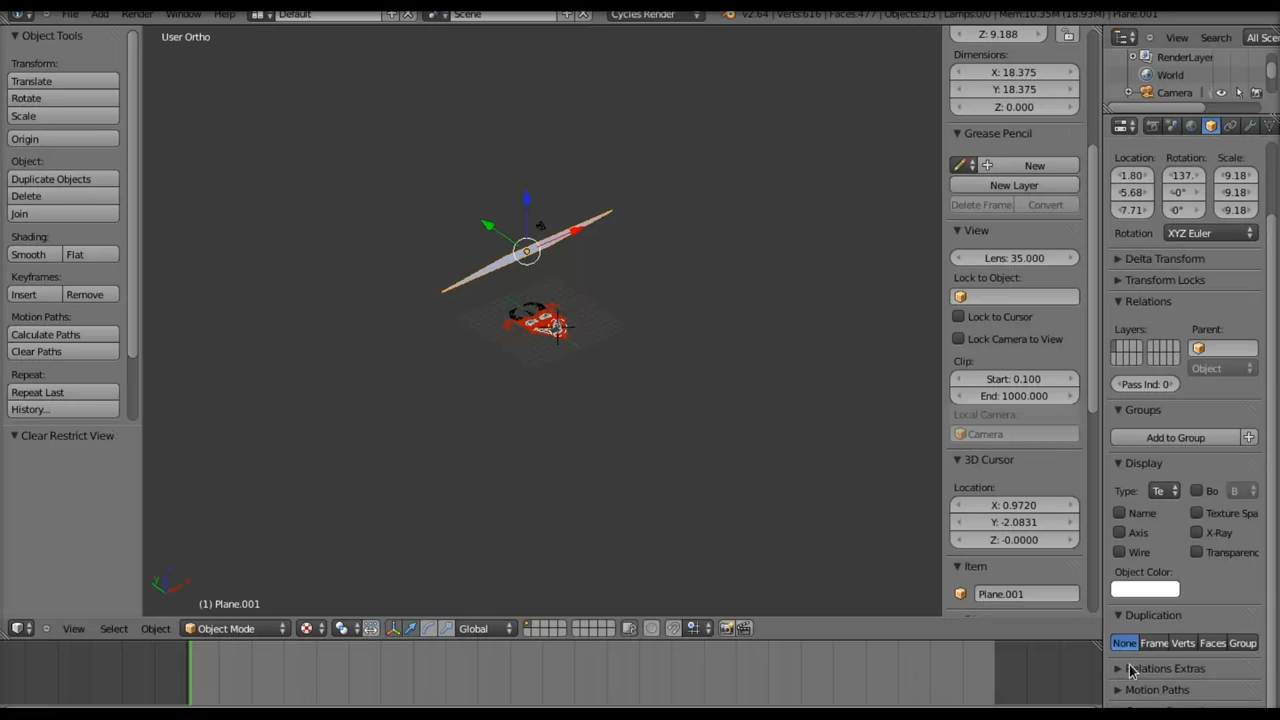 File Add Render Window Help Default Scene Cycles Render v2.64 | Verts:616 | Faces:477 | Objects:1/3 | Lamps:0/0 | Mem:10.35M (18.93M) | Plane.001
Object Tools
Transform:
Translate
Rotate
Scale
Origin
Object:
Duplicate Objects
Delete
Join
Shading:
Smooth Flat
Keyframes:
Insert Remove
Motion Paths:
Calculate Paths
Clear Paths
Repeat:
Repeat Last
History...
Clear Restrict View
User Ortho
(1) Plane.001
View Select Object Object Mode Global
Z: 9.188
Dimensions:
X: 18.375
Y: 18.375
Z: 0.000
Grease Pencil
New
New Layer
Delete Frame Convert
View
Lens: 35.000
Lock to Object:
Lock to Cursor
Lock Camera to View
Clip:
Start: 0.100
End: 1000.000
Local Camera:
Camera
3D Cursor
Location:
X: 0.9720
Y: -2.0831
Z: -0.0000
Item
Plane.001
View Search All Sce
RenderLayer
World
Camera
Location: Rotation: Scale:
1.80 137. 9.18
5.68 -0° 9.18
7.71 0° 9.18
Rotation XYZ Euler
Delta Transform
Transform Locks
Relations
Layers: Parent:
Object
Pass Ind: 0
Groups
Add to Group
Display
Type: Te Bo B
Name Texture Spa
Axis X-Ray
Wire Transparenc
Object Color:
Duplication
None Frame Verts Faces Group
Relations Extras
Motion Paths